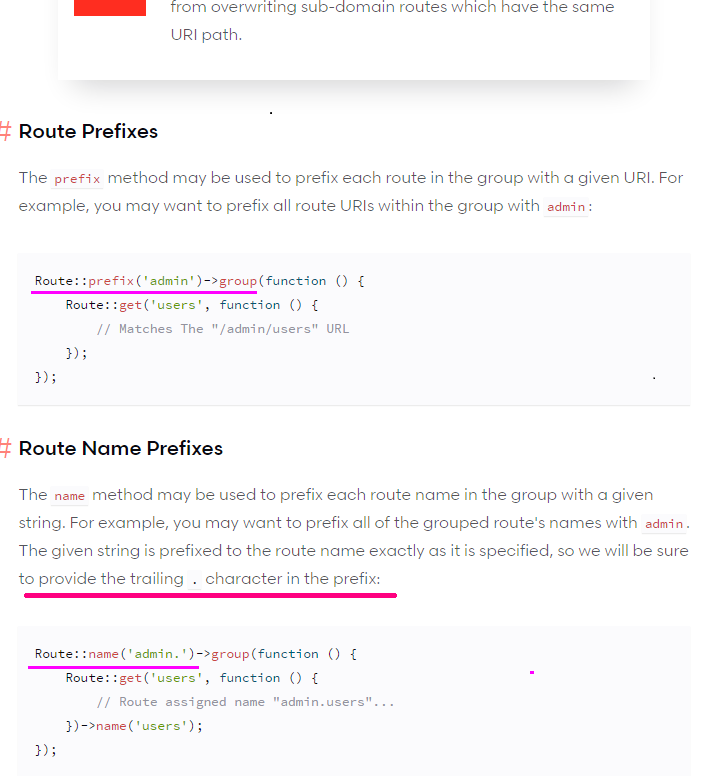 from overwriting sub-domain routes which have the same
URI path.
# Route Prefixes
The prefix method may be used to prefix each route in the group with a given URI. For
example, you may want to prefix all route URIs within the group with admin:
Route::prefix('admin')->group(function () {
    Route::get('users', function () {
        // Matches The "/admin/users" URL
    });
});
# Route Name Prefixes
The name method may be used to prefix each route name in the group with a given
string. For example, you may want to prefix all of the grouped route's names with admin.
The given string is prefixed to the route name exactly as it is specified, so we will be sure
to provide the trailing . character in the prefix:
Route::name('admin.')->group(function () {
    Route::get('users', function () {
        // Route assigned name "admin.users"...
    })->name('users');
});